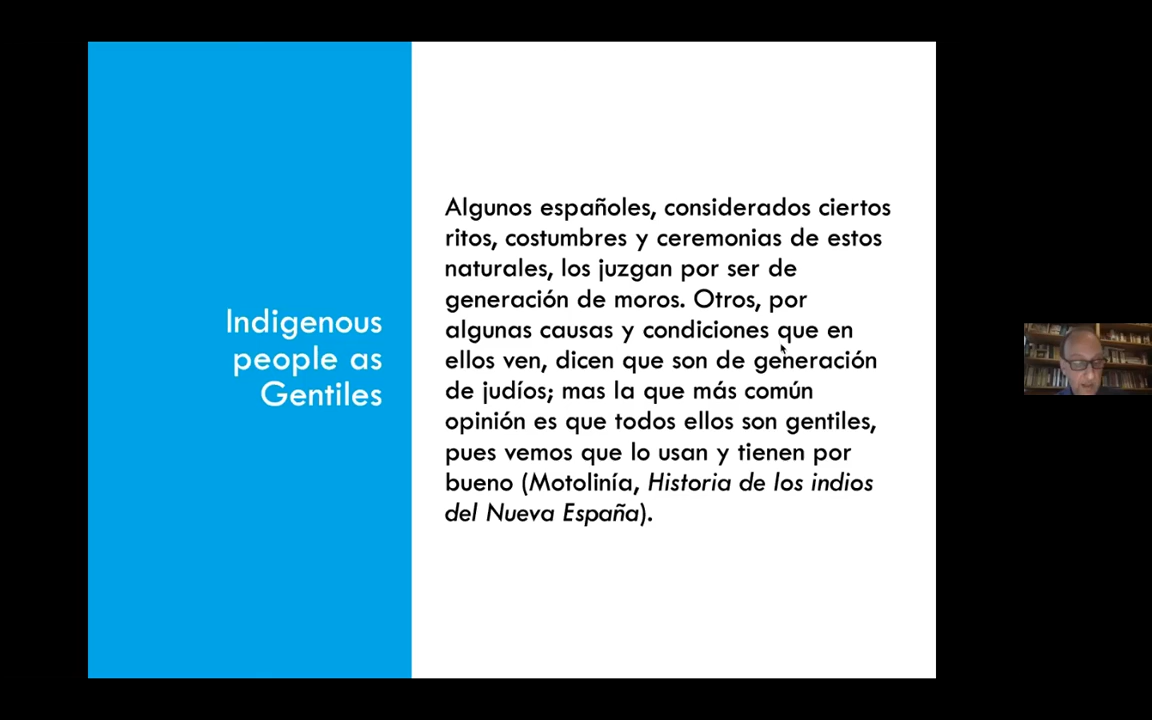 Indigenous
people as
Gentiles
Algunos españoles, considerados ciertos
ritos, costumbres y ceremonias de estos
naturales, los juzgan por ser de
generación de moros. Otros, por
algunas causas y condiciones que en
ellos ven, dicen que son de generación
de judíos; mas la que más común
opinión es que todos ellos son gentiles,
pues vemos que lo usan y tienen por
bueno (Motolinía, Historia de los indios
del Nueva España).